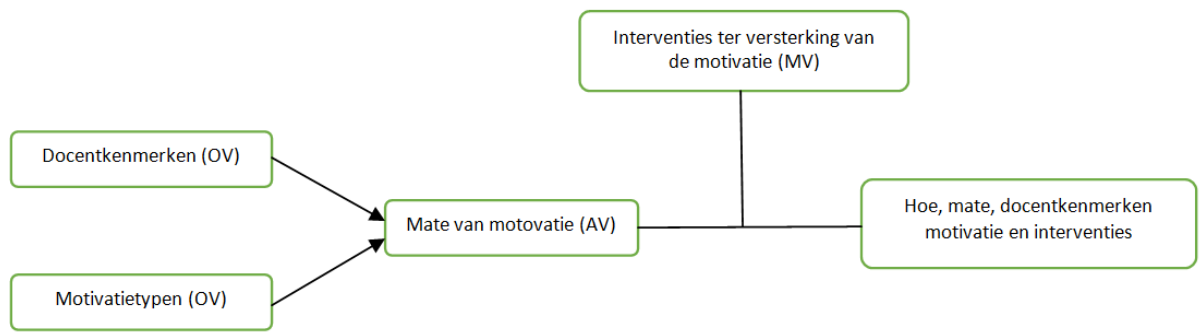 Interventies ter versterking van
de motivatie (MV)
Docentkenmerken (OV)
Mate van motovatie (AV)
Hoe, mate, docentkenmerken
motivatie en interventies
Motivatietypen (OV)